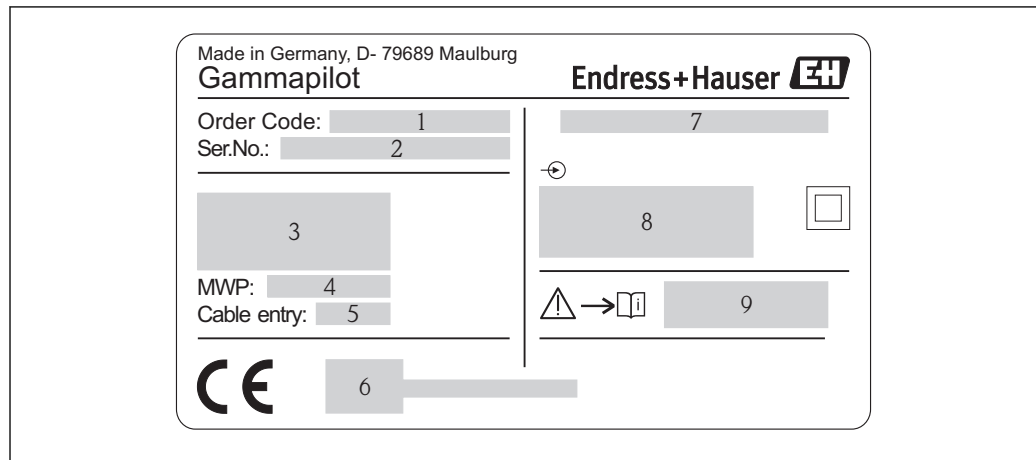 Made in Germany, D- 79689 Maulburg
Gammapilot
Endress+Hauser EH
Order Code: 1
Ser.No.: 2
3
MWP: 4
Cable entry: 5
CE 6
7
8
i 9